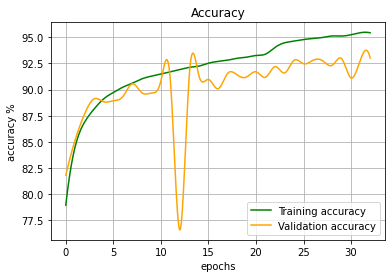 Accuracy
accuracy %
95.0
92.5
90.0
87.5
85.0
82.5
80.0
77.5
0 5 10 15 20 25 30
epochs
Training accuracy
Validation accuracy